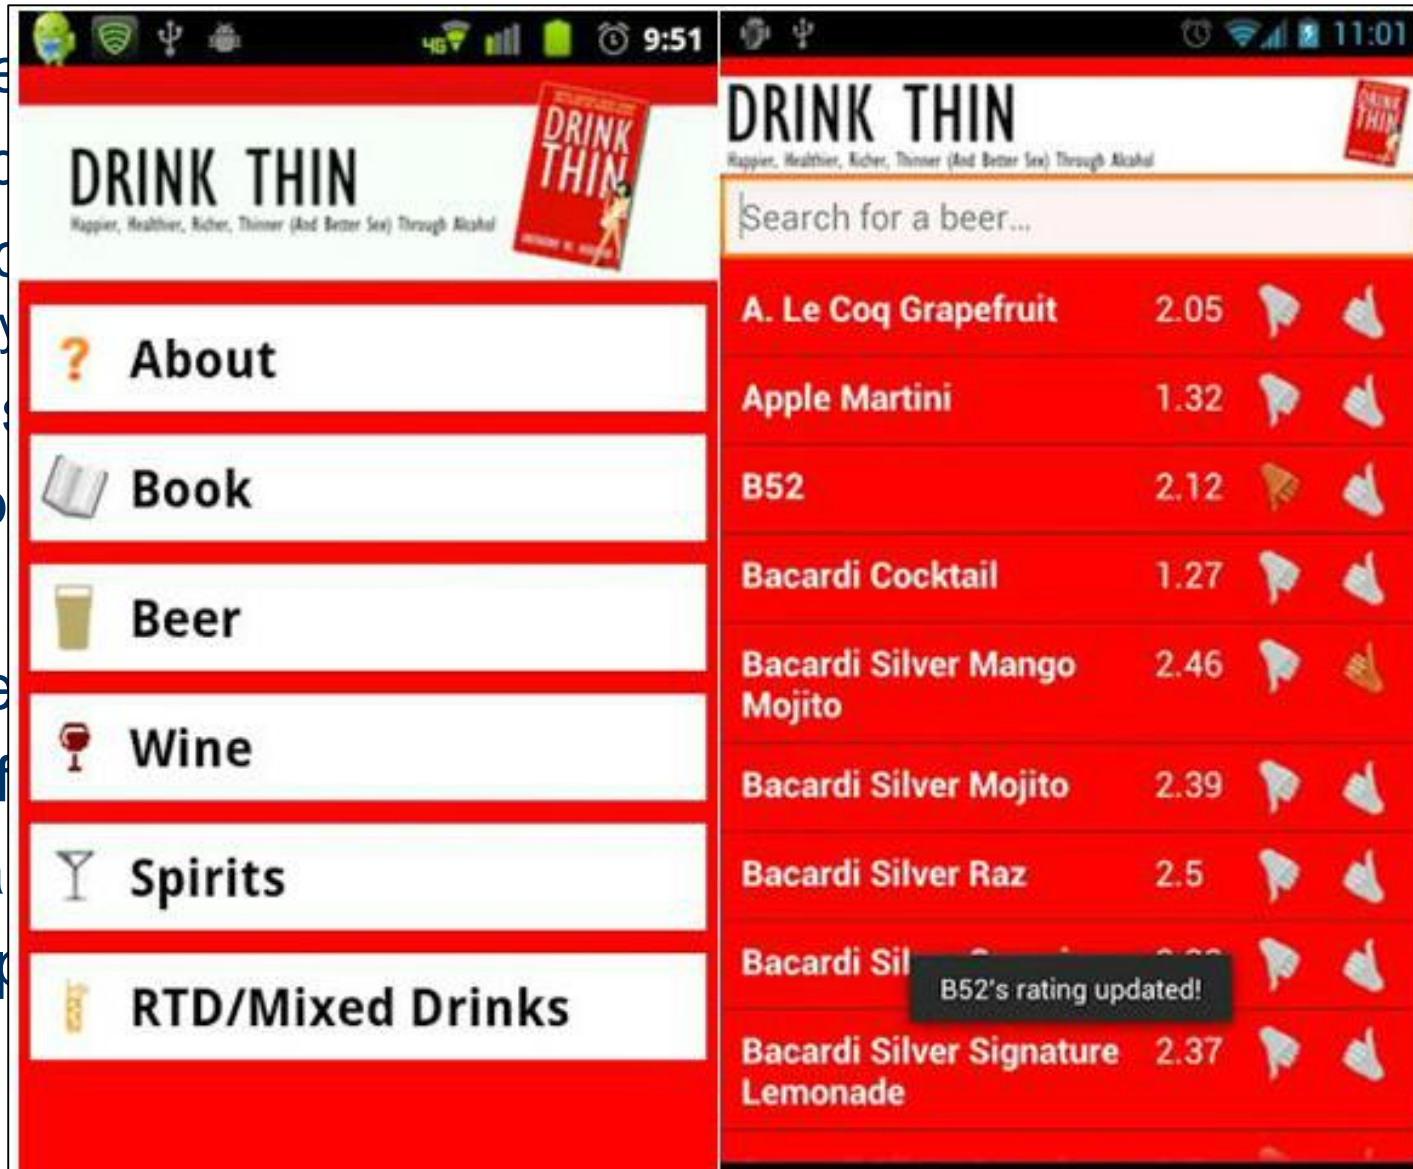 9:51
DRINK THIN
Happier, Healthier, Richer, Thinner (And Better Sex) Through Alcohol
DRINK
THIN
? About
Book
Beer
Wine
Spirits
RTD/Mixed Drinks
11:01
DRINK THIN
Happier, Healthier, Richer, Thinner (And Better Sex) Through Alcohol
DRINK
THIN
Search for a beer...
A. Le Coq Grapefruit 2.05
Apple Martini 1.32
B52 2.12
Bacardi Cocktail 1.27
Bacardi Silver Mango 2.46
Mojito
Bacardi Silver Mojito 2.39
Bacardi Silver Raz 2.5
Bacardi
B52's rating updated!
Bacardi Silver Signature 2.37
Lemonade